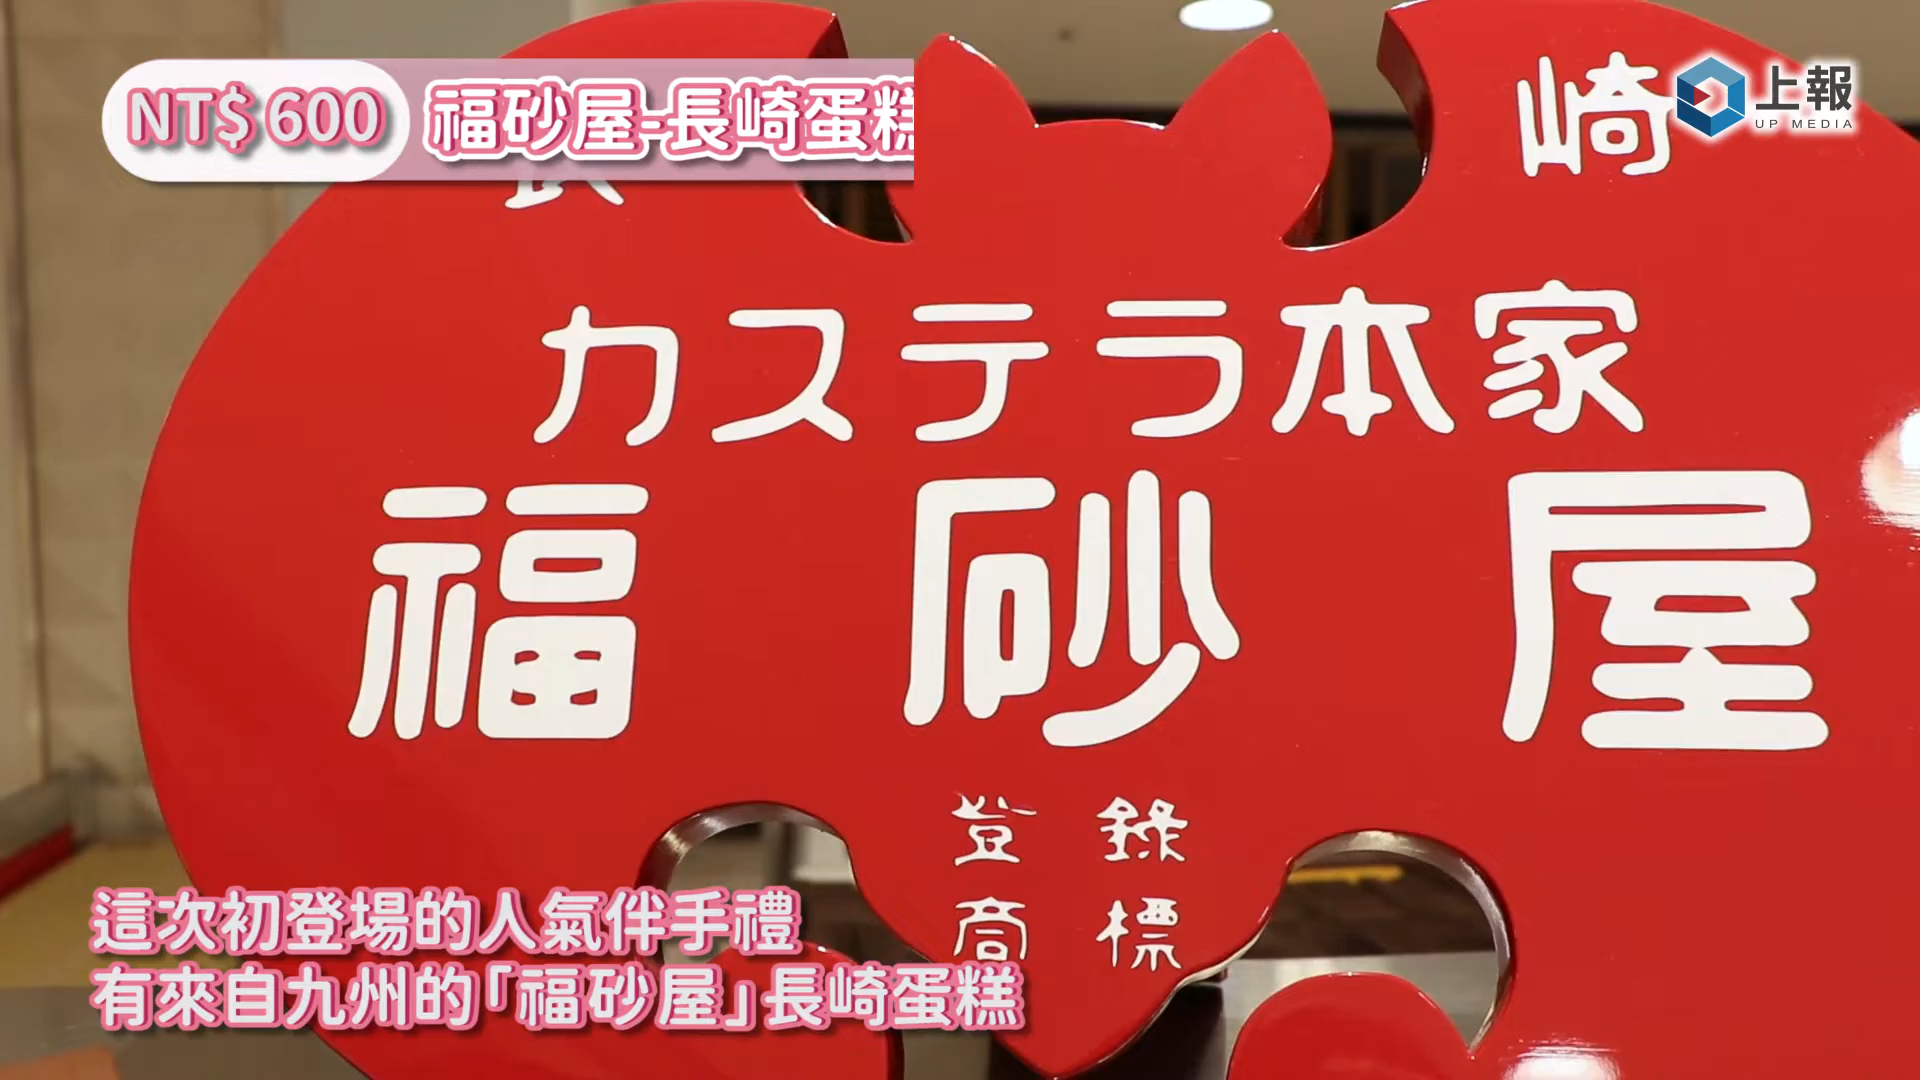 NT$ 600 福砂屋-長崎蛋糕
上報
UP MEDIA
長 崎
カステラ本家
福砂屋
登錄
商標
這次初登場的人氣伴手禮
有來自九州的「福砂屋」長崎蛋糕